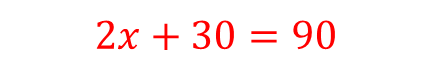 2x + 30 = 90